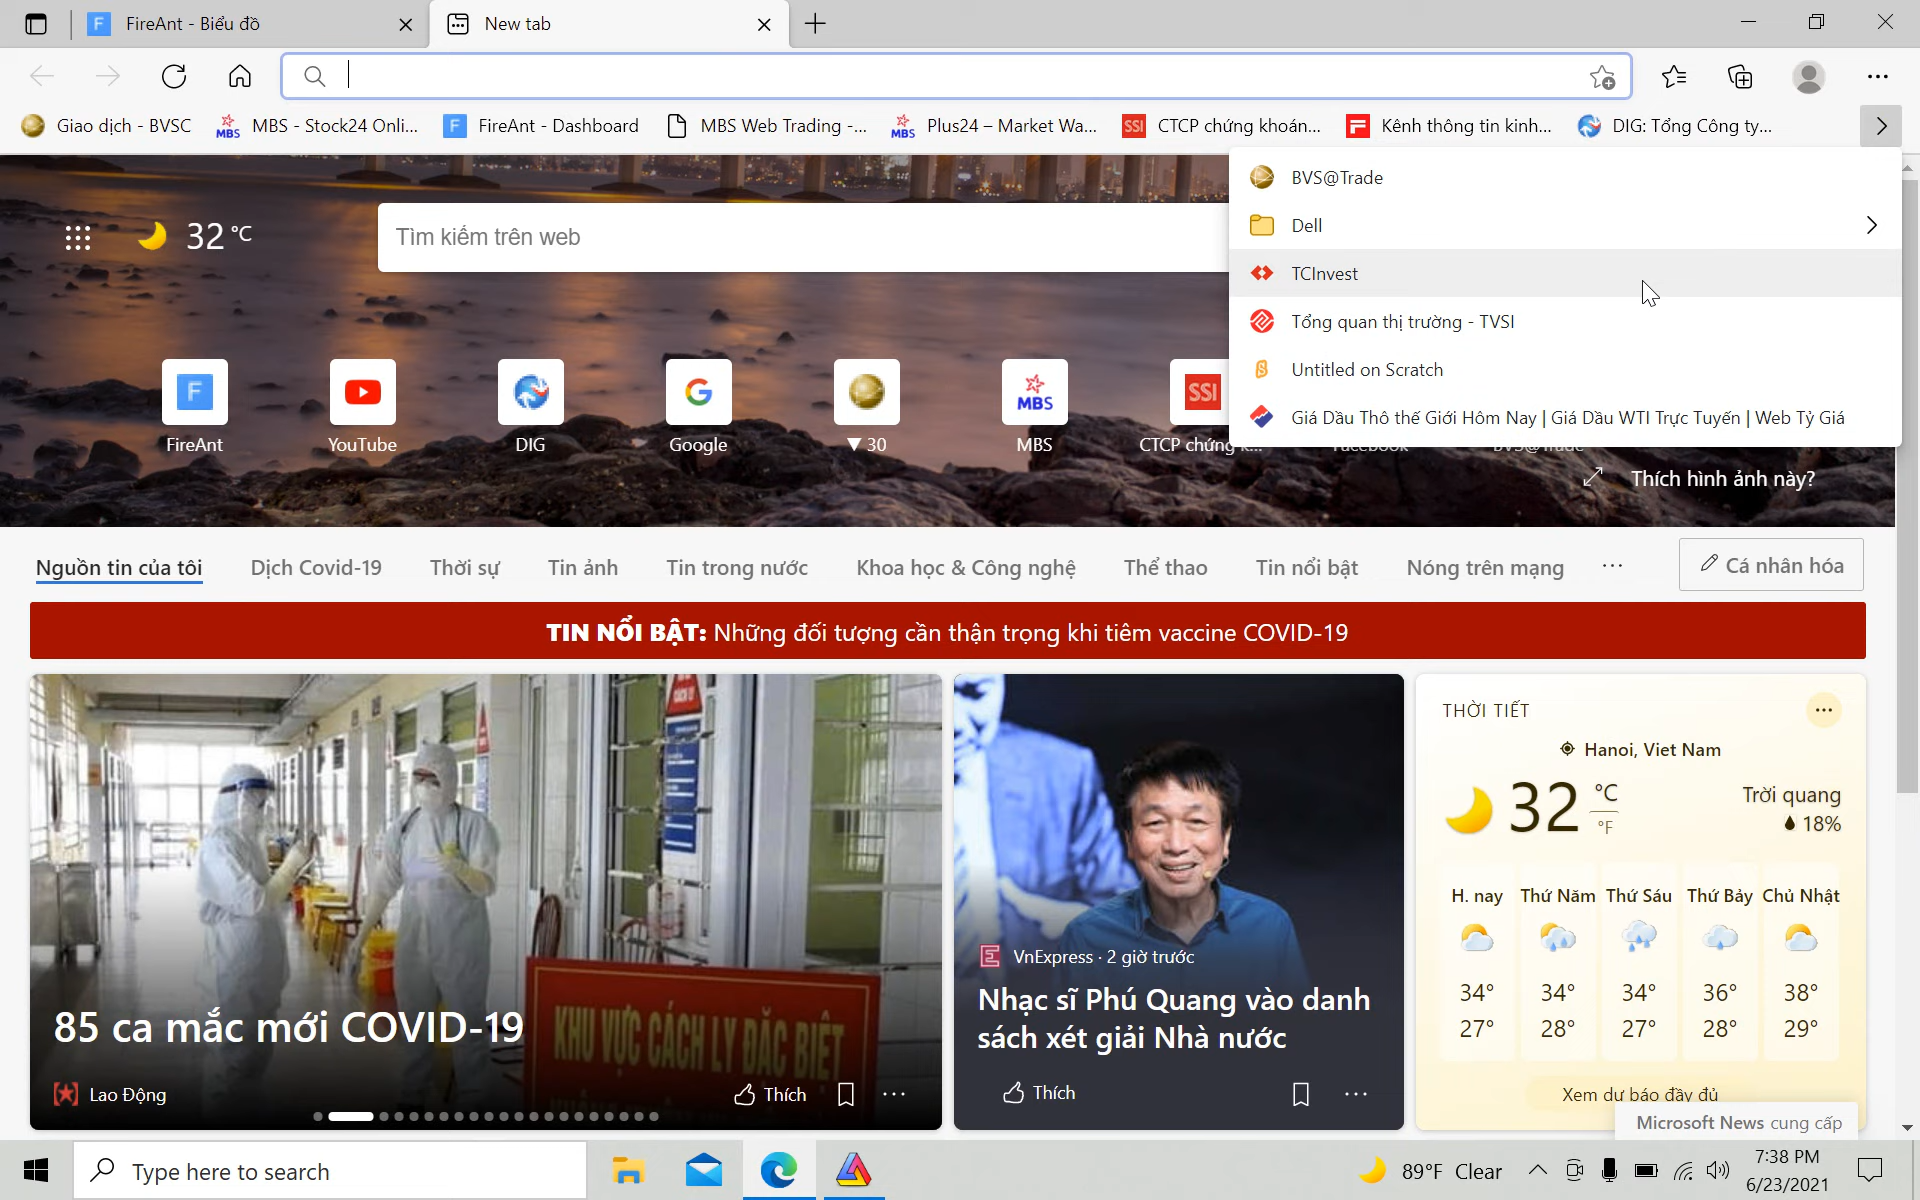 FireAnt - Biểu đồ
New tab
Giao dịch - BVSC
MBS - Stock24 Onli...
FireAnt - Dashboard
MBS Web Trading -...
Plus24 – Market Wa...
CTCP chứng khoán...
Kênh thông tin kinh...
DIG: Tổng Công ty...
BVS@Trade
Dell
TCInvest
Tổng quan thị trường - TVSI
Untitled on Scratch
Giá Dầu Thô thế Giới Hôm Nay | Giá Dầu WTI Trực Tuyến | Web Tỷ Giá
32 °C
Tìm kiếm trên web
FireAnt
YouTube
DIG
Google
▼ 30
MBS
MBS
SSI
CTCP chứng k...
Facebook
BVS@Trade
Thích hình ảnh này?
Nguồn tin của tôi
Dịch Covid-19
Thời sự
Tin ảnh
Tin trong nước
Khoa học & Công nghệ
Thể thao
Tin nổi bật
Nóng trên mạng
...
Cá nhân hóa
TIN NỔI BẬT: Những đối tượng cần thận trọng khi tiêm vaccine COVID-19
CÁCH LY
KHU VỰC CÁCH LY ĐẶC BIỆT
85 ca mắc mới COVID-19
Lao Động
Thích
VnExpress · 2 giờ trước
Nhạc sĩ Phú Quang vào danh
sách xét giải Nhà nước
Thích
THỜI TIẾT
Hanoi, Viet Nam
32 °C
°F
Trời quang
18%
H. nay Thứ Năm Thứ Sáu Thứ Bảy Chủ Nhật
34° 34° 34° 36° 38°
27° 28° 27° 28° 29°
Xem dự báo đầy đủ
Microsoft News cung cấp
Type here to search
89°F Clear
7:38 PM
6/23/2021